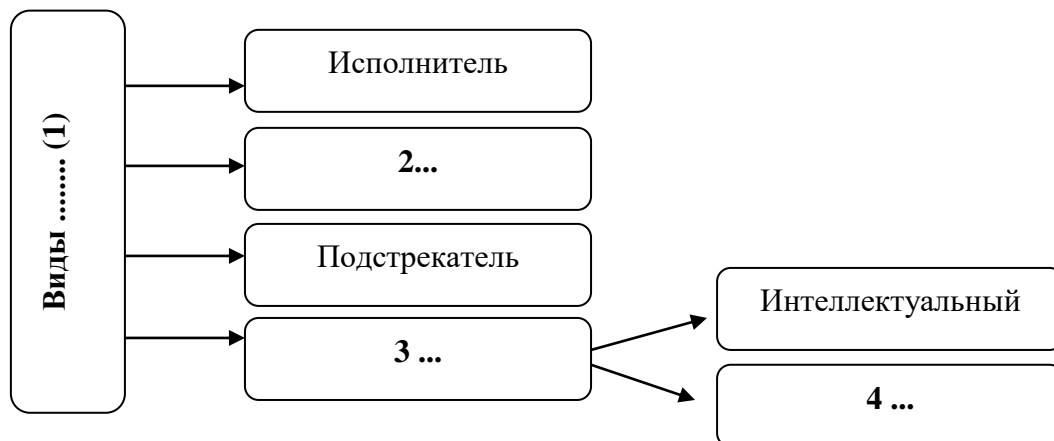 Виды ........ (1)
Исполнитель
2...
Подстрекатель
3 ...
Интеллектуальный
4 ...